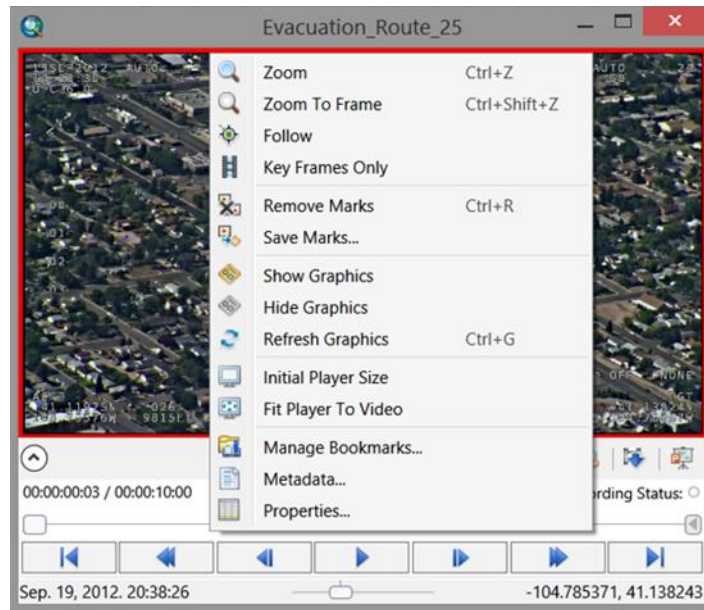 Evacuation_Route_25
Zoom Ctrl+Z
Zoom To Frame Ctrl+Shift+Z
Follow
Key Frames Only
Remove Marks Ctrl+R
Save Marks...
Show Graphics
Hide Graphics
Refresh Graphics Ctrl+G
Initial Player Size
Fit Player To Video
Manage Bookmarks...
Metadata...
Properties...
00:00:00:03 / 00:00:10:00
Status:
Sep. 19, 2012. 20:38:26
-104.785371, 41.138243